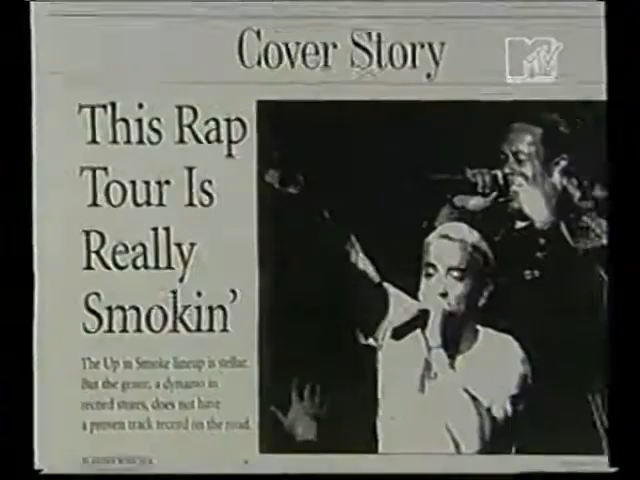 Cover Story
MTV
This Rap
Tour Is
Really
Smokin'
The Up in Smoke lineup is stellar.
But the genre, a dynamo in
record stores, does not have
a proven track record on the road.